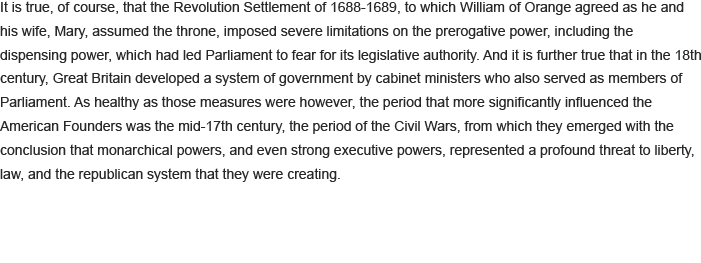 It is true, of course, that the Revolution Settlement of 1688-1689, to which William of Orange agreed as he and
his wife, Mary, assumed the throne, imposed severe limitations on the prerogative power, including the
dispensing power, which had led Parliament to fear for its legislative authority. And it is further true that in the 18th
century, Great Britain developed a system of government by cabinet ministers who also served as members of
Parliament. As healthy as those measures were however, the period that more significantly influenced the
American Founders was the mid-17th century, the period of the Civil Wars, from which they emerged with the
conclusion that monarchical powers, and even strong executive powers, represented a profound threat to liberty,
law, and the republican system that they were creating.